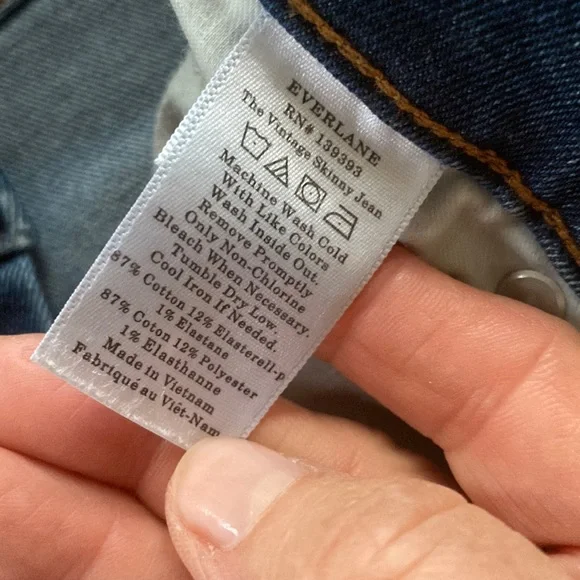 EVERLANE
RN# 139393
The Vintage Skinny Jean
Machine Wash Cold
With Like Colors
Wash Inside Out.
Remove Promptly
Only Non-Chlorine
Bleach When Necessary.
Tumble Dry Low.
Cool Iron If Needed.
87% Cotton 12% Elasterell-p
1% Elastane
87% Coton 12% Polyester
1% Elasthanne
Made in Vietnam
Fabriqué au Viêt-Nam